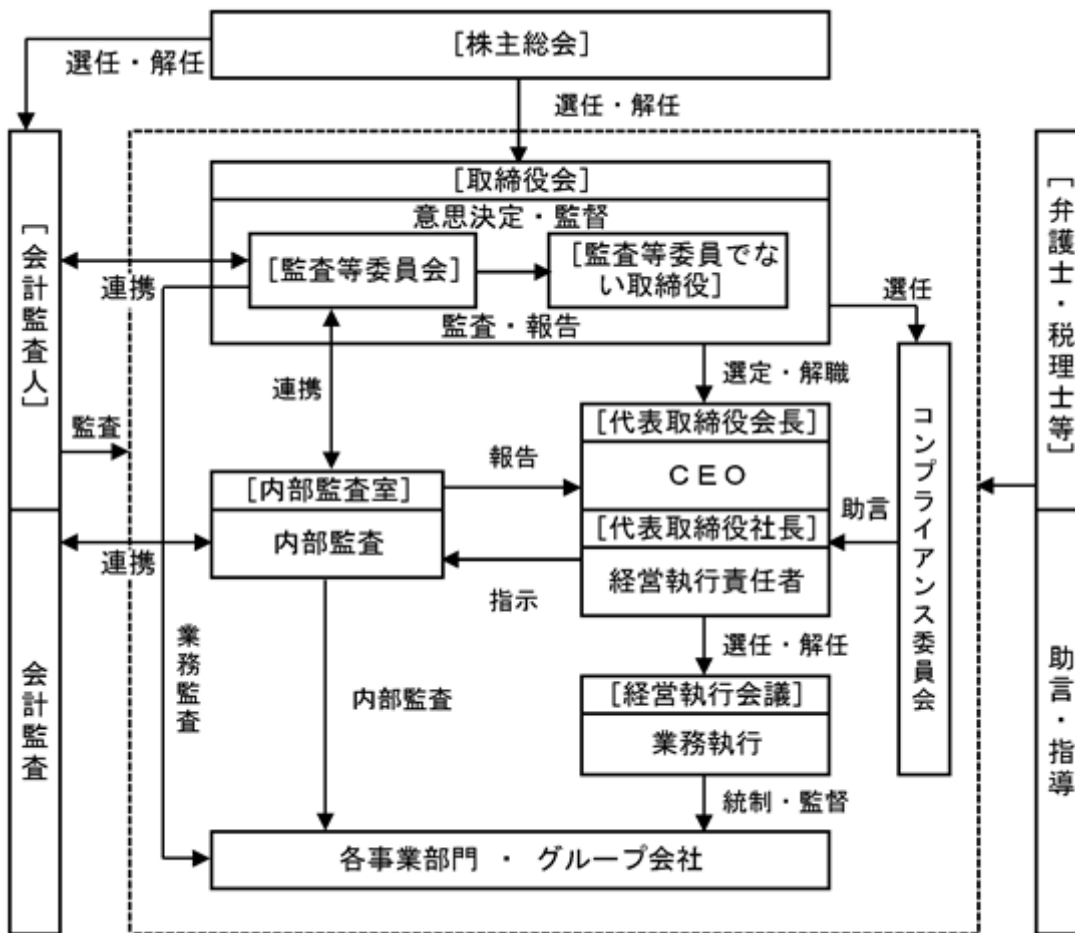 [株主総会]
選任・解任
選任・解任
[取締役会]
意思決定・監督
[監査等委員会]
[監査等委員でな
い取締役]
監査・報告
連携
選任
[会計監査人]
会計監査
監査
連携
選定・解職
[代表取締役会長]
CEO
報告
[内部監査室]
内部監査
[代表取締役社長]
経営執行責任者
助言
連携
指示
コンプライアンス委員会
選任・解任
業務監査
内部監査
[経営執行会議]
業務執行
統制・監督
各事業部門 ・ グループ会社
[弁護士・税理士等]
助言・指導